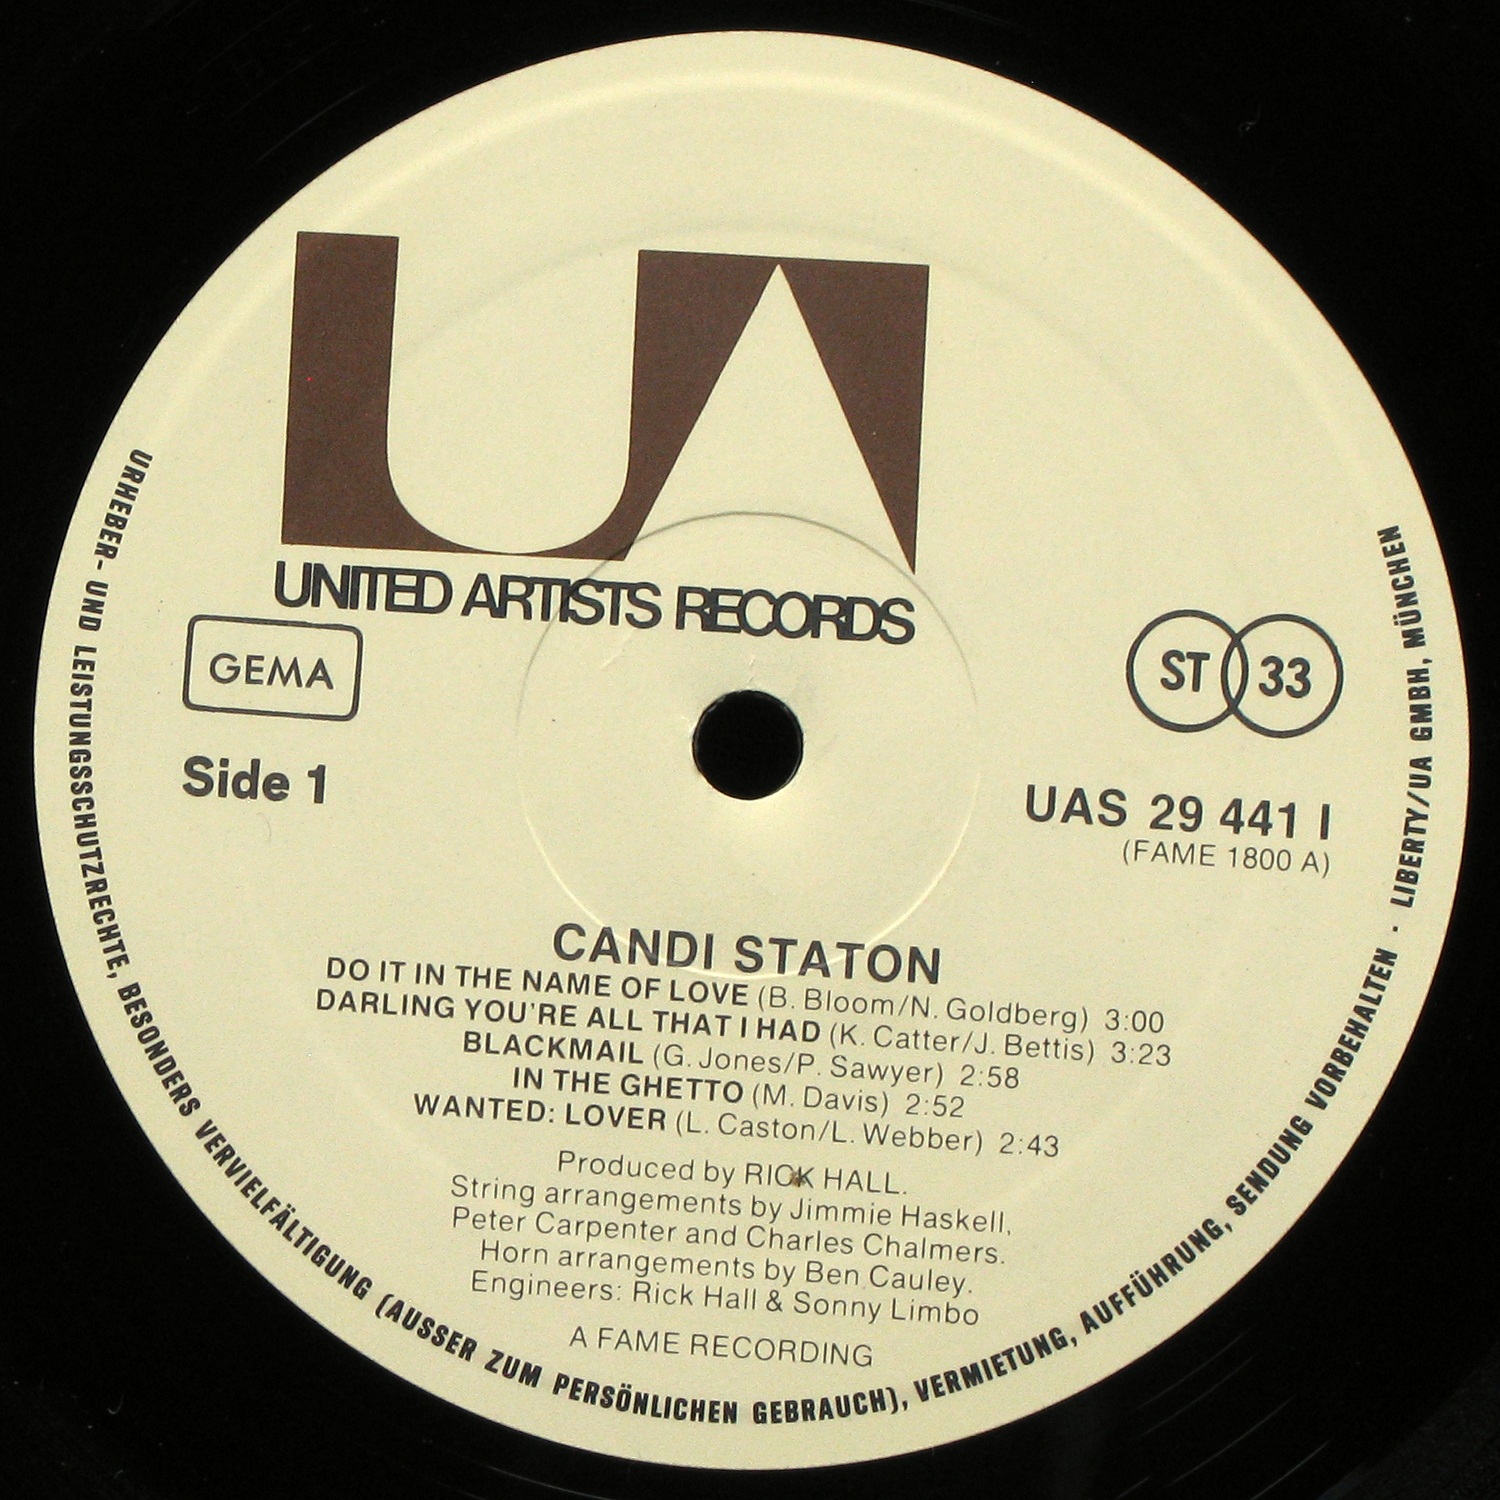 UA
UNITED ARTISTS RECORDS
GEMA
ST 33
Side 1
UAS 29 441 I
(FAME 1800 A)
CANDI STATON
DO IT IN THE NAME OF LOVE (B. Bloom/N. Goldberg) 3:00
DARLING YOU'RE ALL THAT I HAD (K. Catter/J. Bettis) 3:23
BLACKMAIL (G. Jones/P. Sawyer) 2:58
IN THE GHETTO (M. Davis) 2:52
WANTED: LOVER (L. Caston/L. Webber) 2:43
Produced by RICK HALL.
String arrangements by Jimmie Haskell,
Peter Carpenter and Charles Chalmers.
Horn arrangements by Ben Cauley.
Engineers: Rick Hall & Sonny Limbo
A FAME RECORDING
URHEBER- UND LEISTUNGSSCHUTZRECHTE, BESONDERS VERVIELFÄLTIGUNG (AUSSER ZUM PERSÖNLICHEN GEBRAUCH), VERMIETUNG, AUFFÜHRUNG, SENDUNG VORBEHALTEN · LIBERTY/UA GMBH, MÜNCHEN